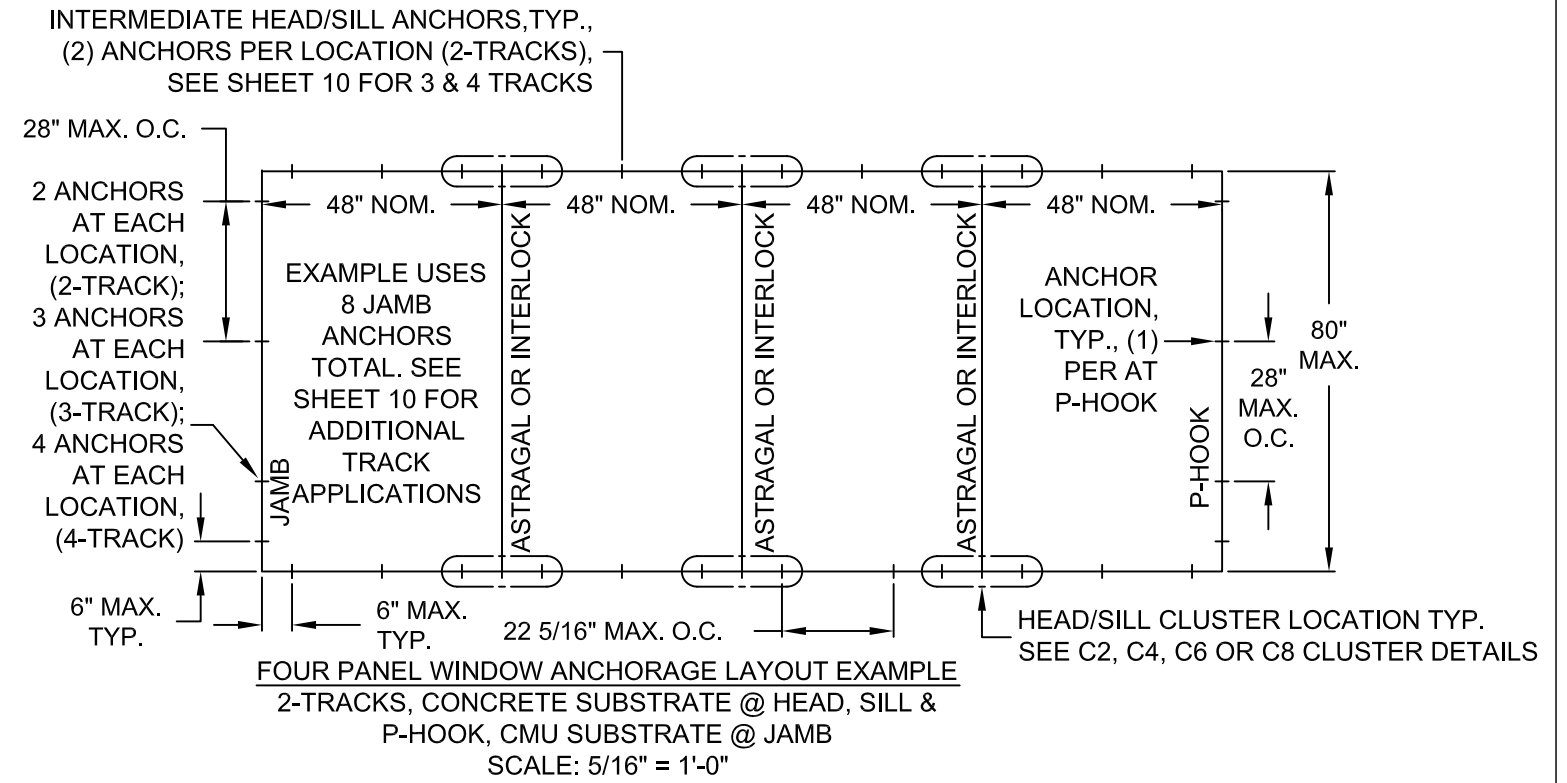 INTERMEDIATE HEAD/SILL ANCHORS,TYP.,
(2) ANCHORS PER LOCATION (2-TRACKS),
SEE SHEET 10 FOR 3 & 4 TRACKS
28" MAX. O.C.
2 ANCHORS
AT EACH
LOCATION,
(2-TRACK);
3 ANCHORS
AT EACH
LOCATION,
(3-TRACK);
4 ANCHORS
AT EACH
LOCATION,
(4-TRACK)
48" NOM.
48" NOM.
48" NOM.
48" NOM.
EXAMPLE USES
8 JAMB
ANCHORS
TOTAL. SEE
SHEET 10 FOR
ADDITIONAL
TRACK
APPLICATIONS
JAMB
ASTRAGAL OR INTERLOCK
ASTRAGAL OR INTERLOCK
ASTRAGAL OR INTERLOCK
ANCHOR
LOCATION,
TYP., (1)
PER AT
P-HOOK
P-HOOK
28"
MAX.
O.C.
80"
MAX.
6" MAX.
TYP.
6" MAX.
TYP.
22 5/16" MAX. O.C.
HEAD/SILL CLUSTER LOCATION TYP.
SEE C2, C4, C6 OR C8 CLUSTER DETAILS
FOUR PANEL WINDOW ANCHORAGE LAYOUT EXAMPLE
2-TRACKS, CONCRETE SUBSTRATE @ HEAD, SILL &
P-HOOK, CMU SUBSTRATE @ JAMB
SCALE: 5/16" = 1'-0"